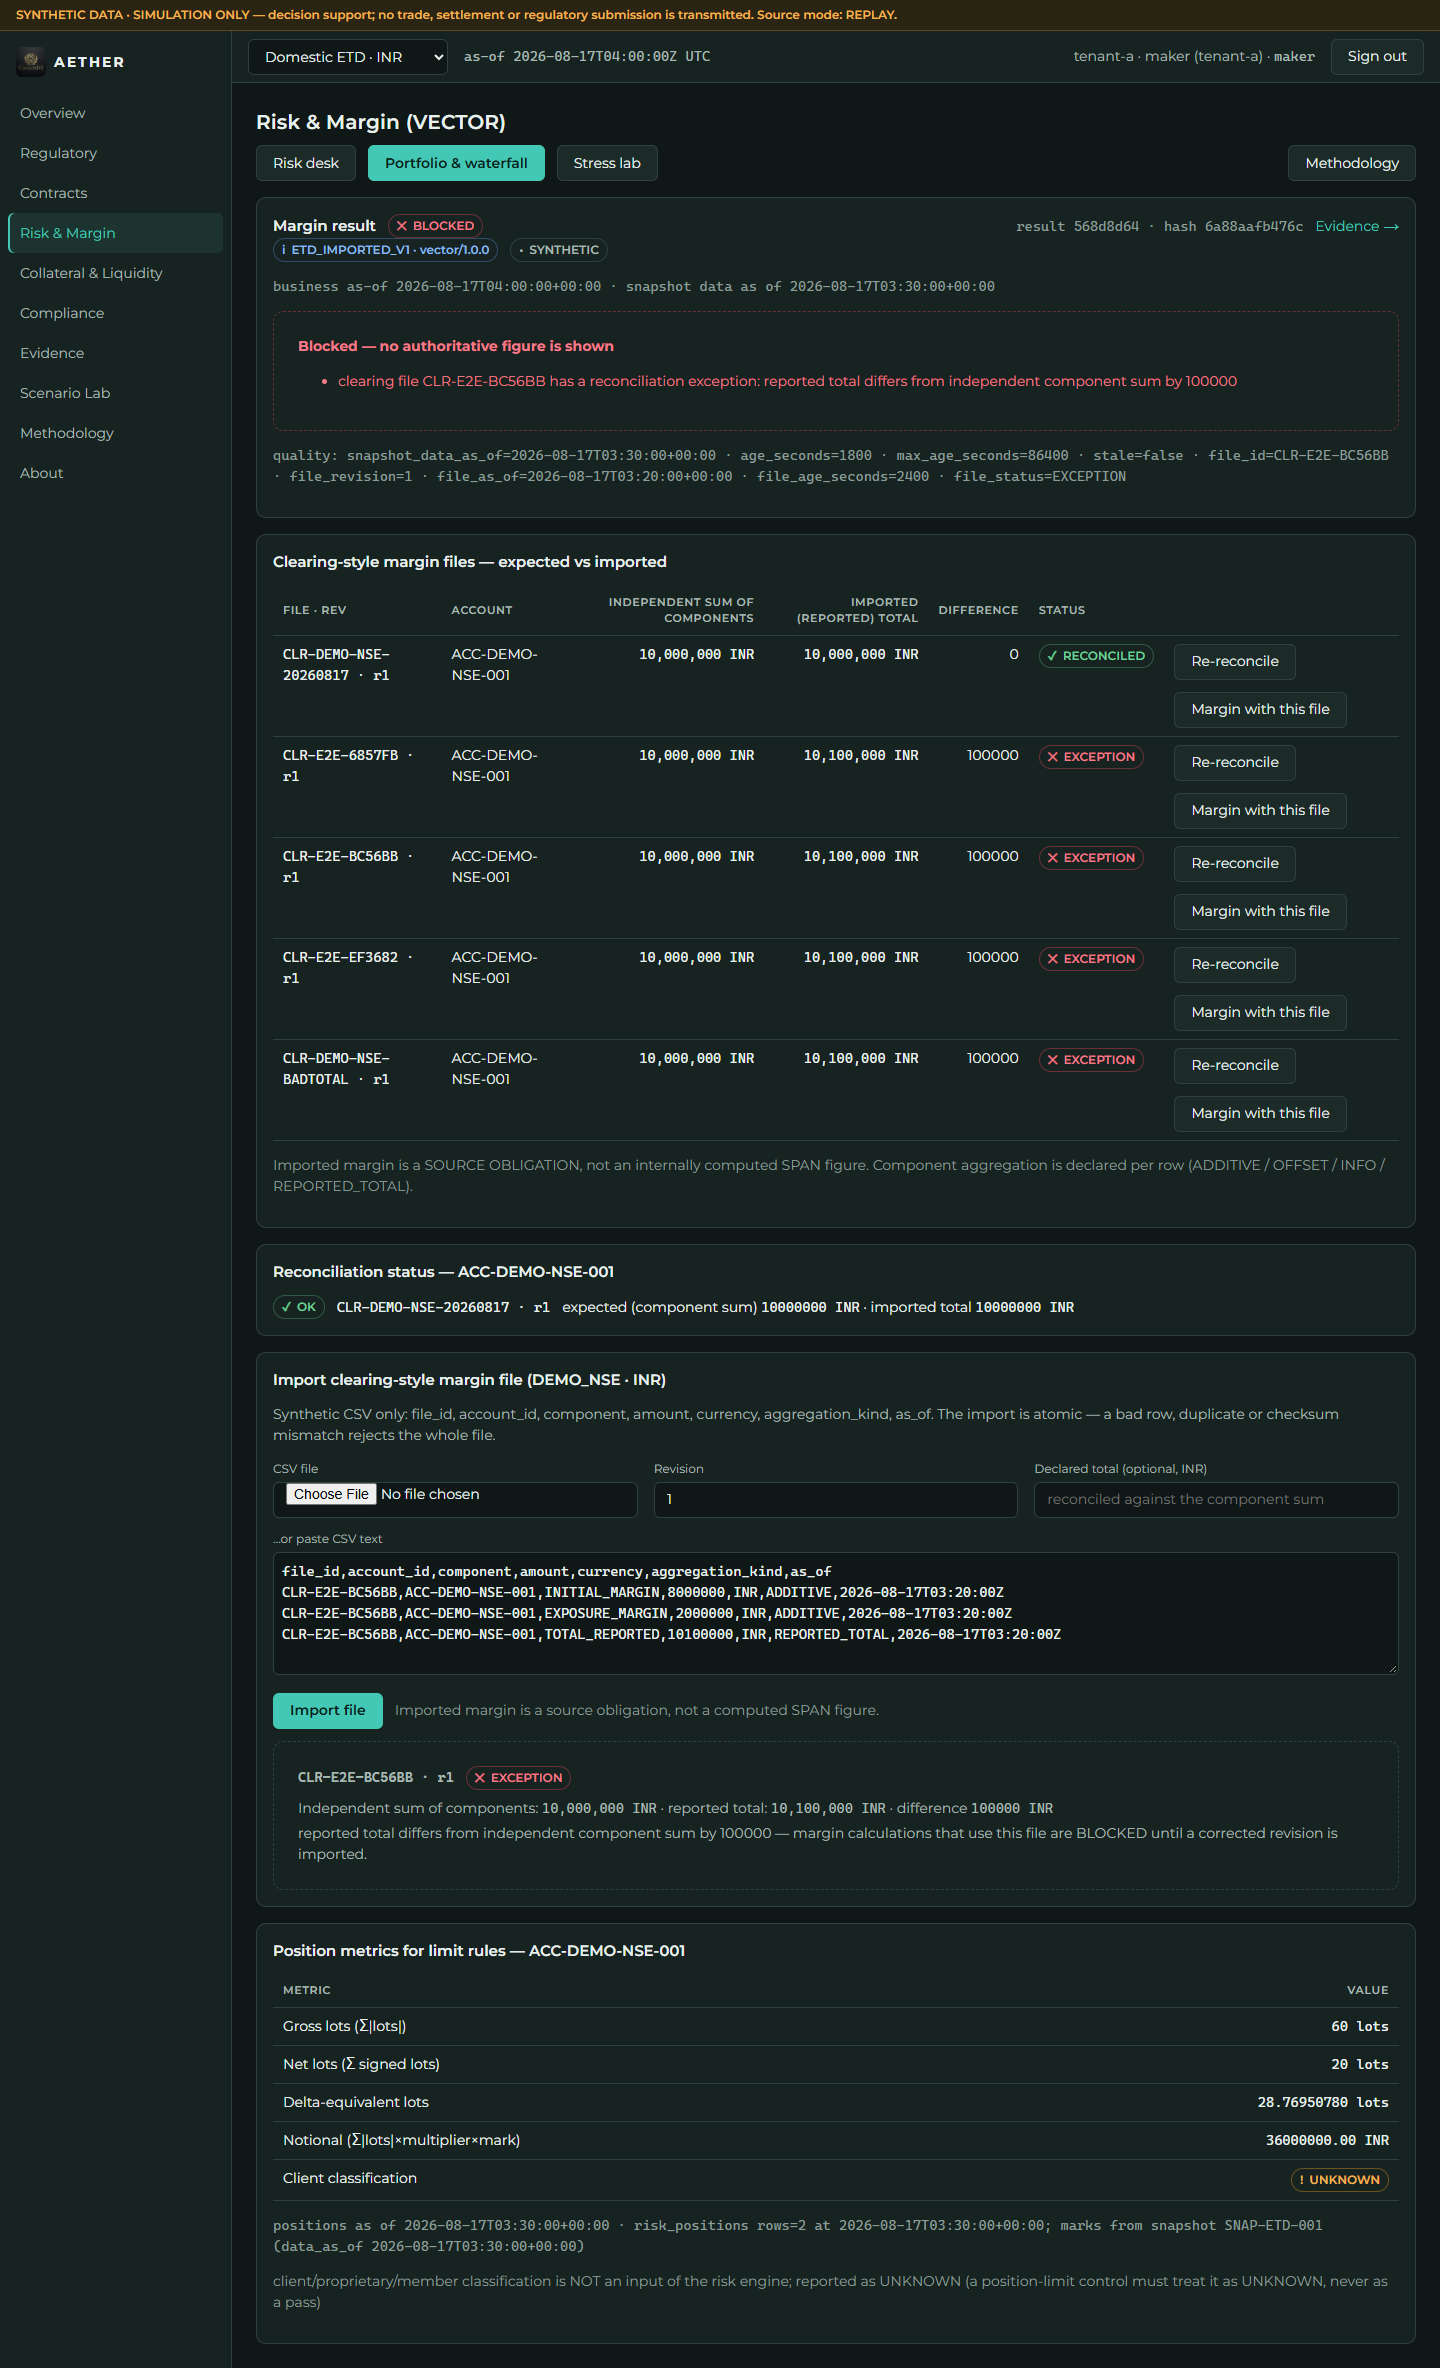 SYNTHETIC DATA · SIMULATION ONLY — decision support; no trade, settlement or regulatory submission is transmitted. Source mode: REPLAY.
AETHER
Domestic ETD · INR
as-of 2026-08-17T04:00:00Z UTC
tenant-a · maker (tenant-a) · maker
Sign out
Overview
Regulatory
Contracts
Risk & Margin
Collateral & Liquidity
Compliance
Evidence
Scenario Lab
Methodology
About
Risk & Margin (VECTOR)
Risk desk
Portfolio & waterfall
Stress lab
Methodology
Margin result ✕ BLOCKED
result 568d8d64 · hash 6a88aafb476c Evidence →
i ETD_IMPORTED_V1 · vector/1.0.0 • SYNTHETIC
business as-of 2026-08-17T04:00:00+00:00 · snapshot data as of 2026-08-17T03:30:00+00:00
Blocked — no authoritative figure is shown
• clearing file CLR-E2E-BC56BB has a reconciliation exception: reported total differs from independent component sum by 100000
quality: snapshot_data_as_of=2026-08-17T03:30:00+00:00 · age_seconds=1800 · max_age_seconds=86400 · stale=false · file_id=CLR-E2E-BC56BB
· file_revision=1 · file_as_of=2026-08-17T03:20:00+00:00 · file_age_seconds=2400 · file_status=EXCEPTION
Clearing-style margin files — expected vs imported
FILE · REV ACCOUNT INDEPENDENT SUM OF COMPONENTS IMPORTED (REPORTED) TOTAL DIFFERENCE STATUS
CLR-DEMO-NSE-20260817 · r1 ACC-DEMO-NSE-001 10,000,000 INR 10,000,000 INR 0 ✓ RECONCILED Re-reconcile
Margin with this file
CLR-E2E-6857FB · r1 ACC-DEMO-NSE-001 10,000,000 INR 10,100,000 INR 100000 ✕ EXCEPTION Re-reconcile
Margin with this file
CLR-E2E-BC56BB · r1 ACC-DEMO-NSE-001 10,000,000 INR 10,100,000 INR 100000 ✕ EXCEPTION Re-reconcile
Margin with this file
CLR-E2E-EF3682 · r1 ACC-DEMO-NSE-001 10,000,000 INR 10,100,000 INR 100000 ✕ EXCEPTION Re-reconcile
Margin with this file
CLR-DEMO-NSE-BADTOTAL · r1 ACC-DEMO-NSE-001 10,000,000 INR 10,100,000 INR 100000 ✕ EXCEPTION Re-reconcile
Margin with this file
Imported margin is a SOURCE OBLIGATION, not an internally computed SPAN figure. Component aggregation is declared per row (ADDITIVE / OFFSET / INFO /
REPORTED_TOTAL).
Reconciliation status — ACC-DEMO-NSE-001
✓ OK CLR-DEMO-NSE-20260817 · r1 expected (component sum) 10000000 INR · imported total 10000000 INR
Import clearing-style margin file (DEMO_NSE · INR)
Synthetic CSV only: file_id, account_id, component, amount, currency, aggregation_kind, as_of. The import is atomic — a bad row, duplicate or checksum
mismatch rejects the whole file.
CSV file
Choose File No file chosen
Revision
1
Declared total (optional, INR)
reconciled against the component sum
…or paste CSV text
file_id,account_id,component,amount,currency,aggregation_kind,as_of
CLR-E2E-BC56BB,ACC-DEMO-NSE-001,INITIAL_MARGIN,8000000,INR,ADDITIVE,2026-08-17T03:20:00Z
CLR-E2E-BC56BB,ACC-DEMO-NSE-001,EXPOSURE_MARGIN,2000000,INR,ADDITIVE,2026-08-17T03:20:00Z
CLR-E2E-BC56BB,ACC-DEMO-NSE-001,TOTAL_REPORTED,10100000,INR,REPORTED_TOTAL,2026-08-17T03:20:00Z
Import file Imported margin is a source obligation, not a computed SPAN figure.
CLR-E2E-BC56BB · r1 ✕ EXCEPTION
Independent sum of components: 10,000,000 INR · reported total: 10,100,000 INR · difference 100000 INR
reported total differs from independent component sum by 100000 — margin calculations that use this file are BLOCKED until a corrected revision is
imported.
Position metrics for limit rules — ACC-DEMO-NSE-001
METRIC VALUE
Gross lots (Σ|lots|) 60 lots
Net lots (Σ signed lots) 20 lots
Delta-equivalent lots 28.76950780 lots
Notional (Σ|lots|×multiplier×mark) 36000000.00 INR
Client classification ! UNKNOWN
positions as of 2026-08-17T03:30:00+00:00 · risk_positions rows=2 at 2026-08-17T03:30:00+00:00; marks from snapshot SNAP-ETD-001
(data_as_of 2026-08-17T03:30:00+00:00)
client/proprietary/member classification is NOT an input of the risk engine; reported as UNKNOWN (a position-limit control must treat it as UNKNOWN, never as
a pass)